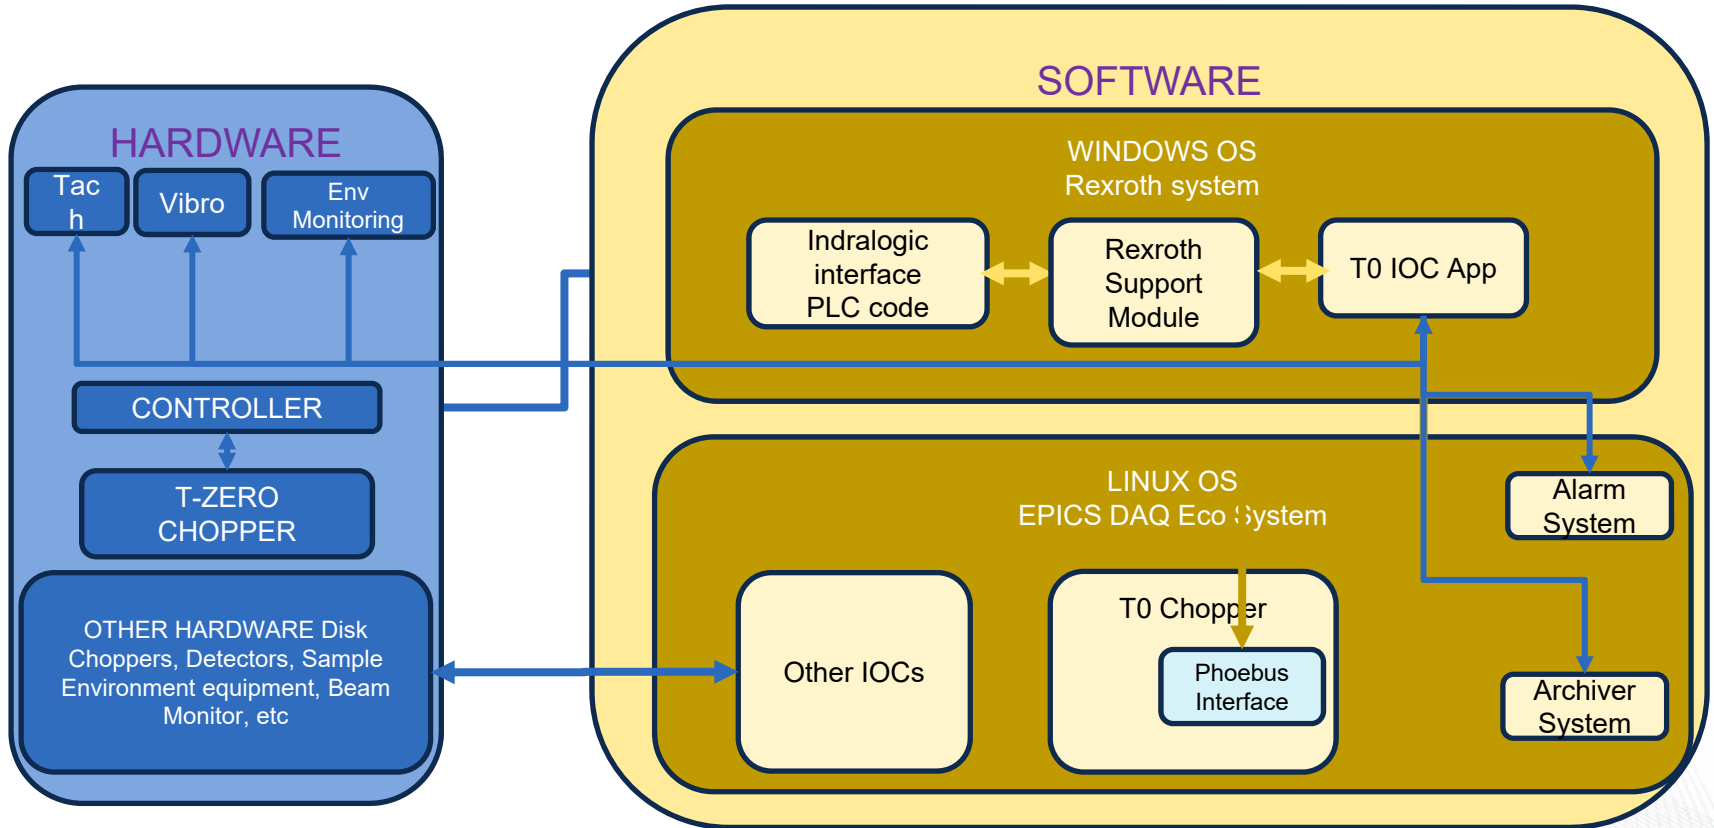 HARDWARE
Tac
h
Vibro
Env
Monitoring
CONTROLLER
T-ZERO
CHOPPER
OTHER HARDWARE Disk
Choppers, Detectors, Sample
Environment equipment, Beam
Monitor, etc
SOFTWARE
WINDOWS OS
Rexroth system
Indralogic
interface
PLC code
Rexroth
Support
Module
T0 IOC App
LINUX OS
EPICS DAQ Eco System
Alarm
System
Other IOCs
T0 Chopper
Phoebus
Interface
Archiver
System